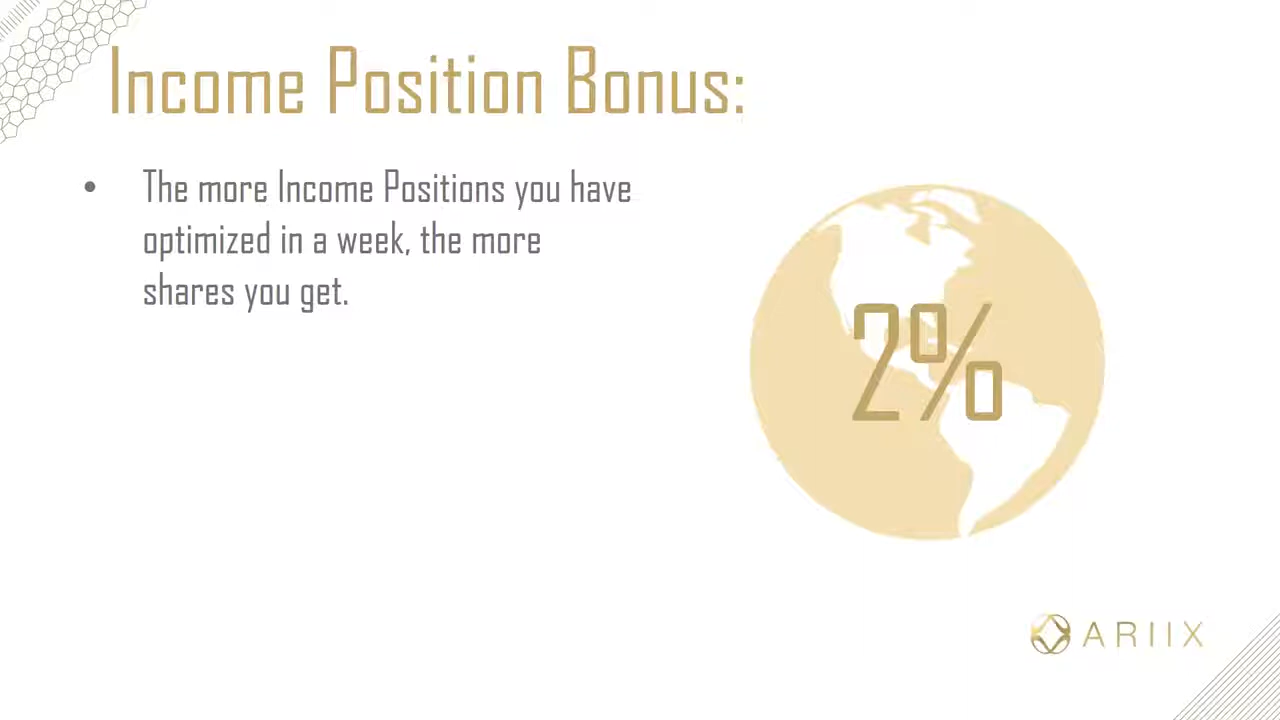 Income Position Bonus:
• The more Income Positions you have
optimized in a week, the more
shares you get.
2%
ARIIX